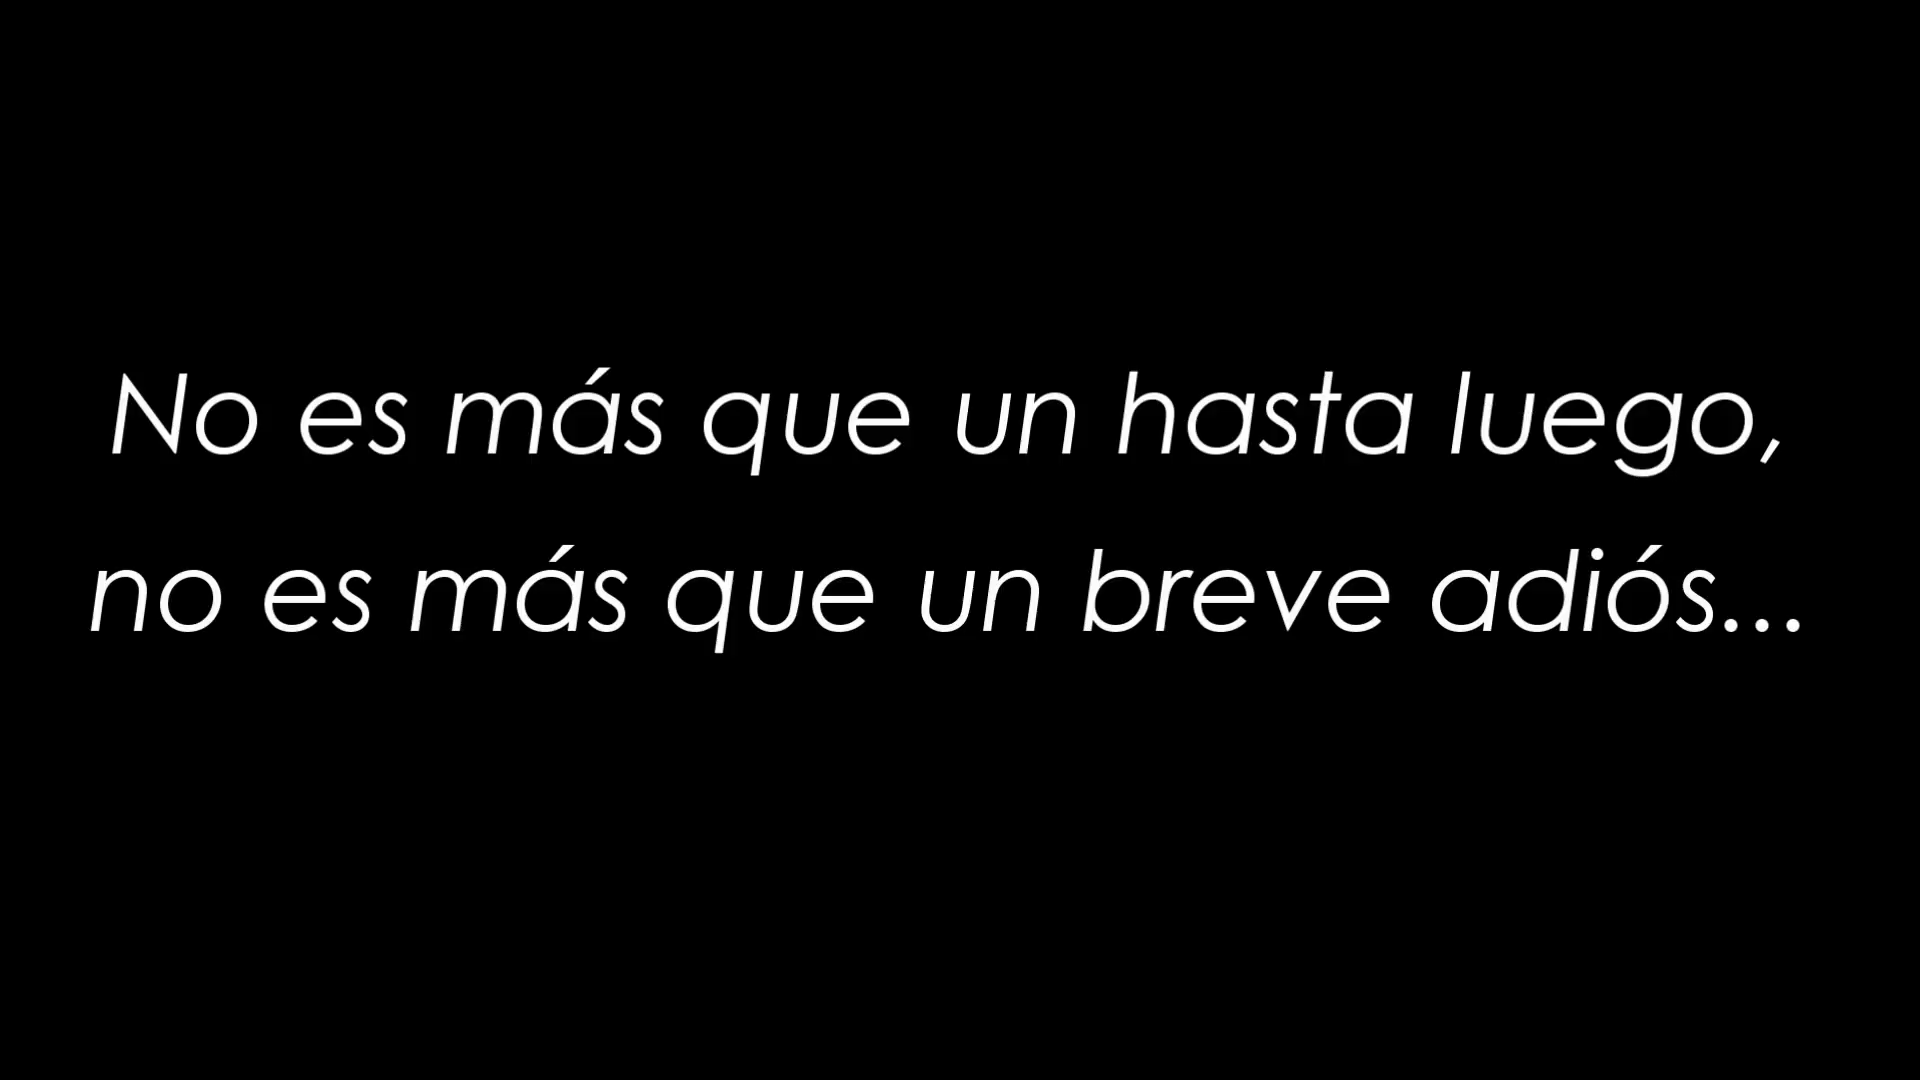 No es más que un hasta luego,
no es más que un breve adiós...